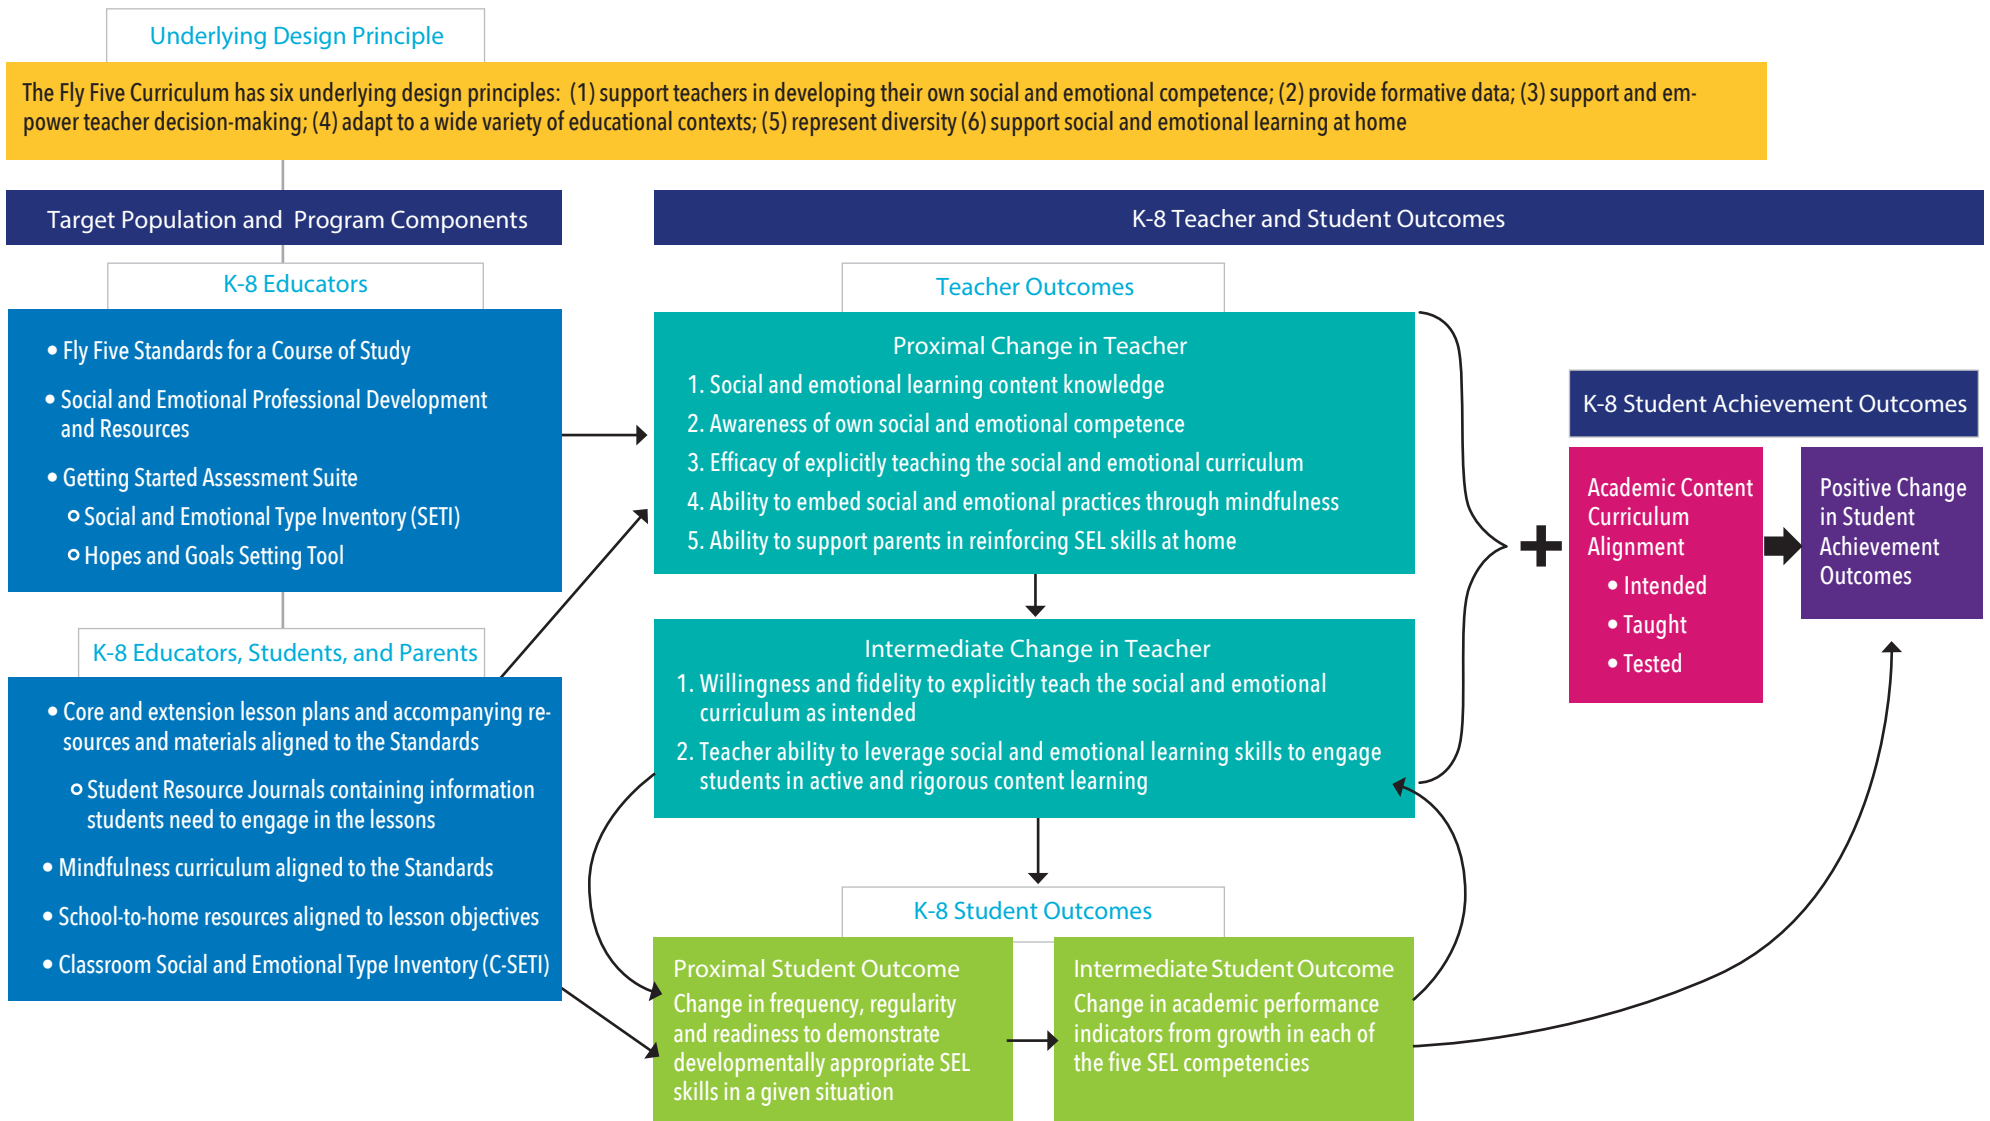 Underlying Design Principle
The Fly Five Curriculum has six underlying design principles:  (1) support teachers in developing their own social and emotional competence; (2) provide formative data; (3) support and em-
power teacher decision-making; (4) adapt to a wide variety of educational contexts; (5) represent diversity (6) support social and emotional learning at home
Target Population and  Program Components
K-8 Educators
• Fly Five Standards for a Course of Study
• Social and Emotional Professional Development
and Resources
• Getting Started Assessment Suite
Social and Emotional Type Inventory (SETI)
Hopes and Goals Setting Tool
K-8 Educators, Students, and Parents
• Core and extension lesson plans and accompanying re-
sources and materials aligned to the Standards
Student Resource Journals containing information
students need to engage in the lessons
• Mindfulness curriculum aligned to the Standards
• School-to-home resources aligned to lesson objectives
• Classroom Social and Emotional Type Inventory (C-SETI)
K-8 Teacher and Student Outcomes
Teacher Outcomes
Proximal Change in Teacher
1. Social and emotional learning content knowledge
2. Awareness of own social and emotional competence
3. Efficacy of explicitly teaching the social and emotional curriculum
4. Ability to embed social and emotional practices through mindfulness
5. Ability to support parents in reinforcing SEL skills at home
Intermediate Change in Teacher
1. Willingness and fidelity to explicitly teach the social and emotional
curriculum as intended
2. Teacher ability to leverage social and emotional learning skills to engage
students in active and rigorous content learning
K-8 Student Outcomes
Proximal Student Outcome
Change in frequency, regularity
and readiness to demonstrate
developmentally appropriate SEL
skills in a given situation
Intermediate Student Outcome
Change in academic performance
indicators from growth in each of
the five SEL competencies
+
K-8 Student Achievement Outcomes
Academic Content
Curriculum
Alignment
• Intended
• Taught
• Tested
Positive Change
in Student
Achievement
Outcomes